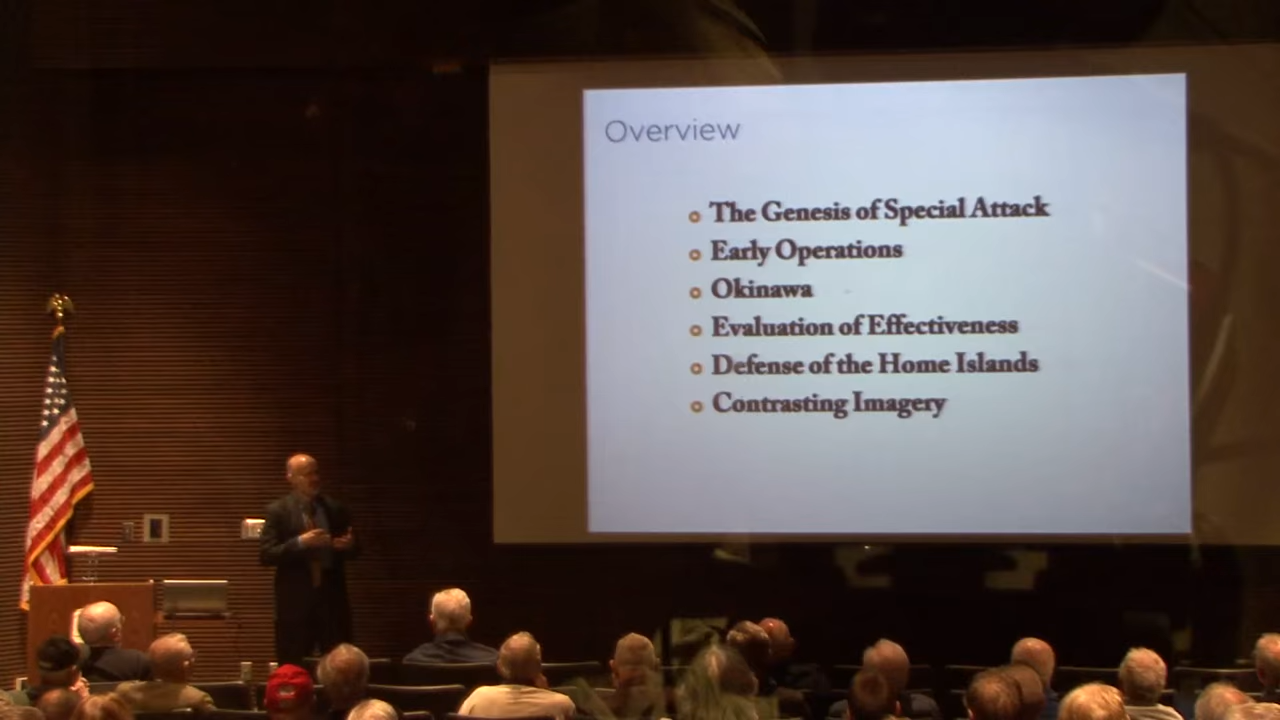 Overview
The Genesis of Special Attack
Early Operations
Okinawa
Evaluation of Effectiveness
Defense of the Home Islands
Contrasting Imagery